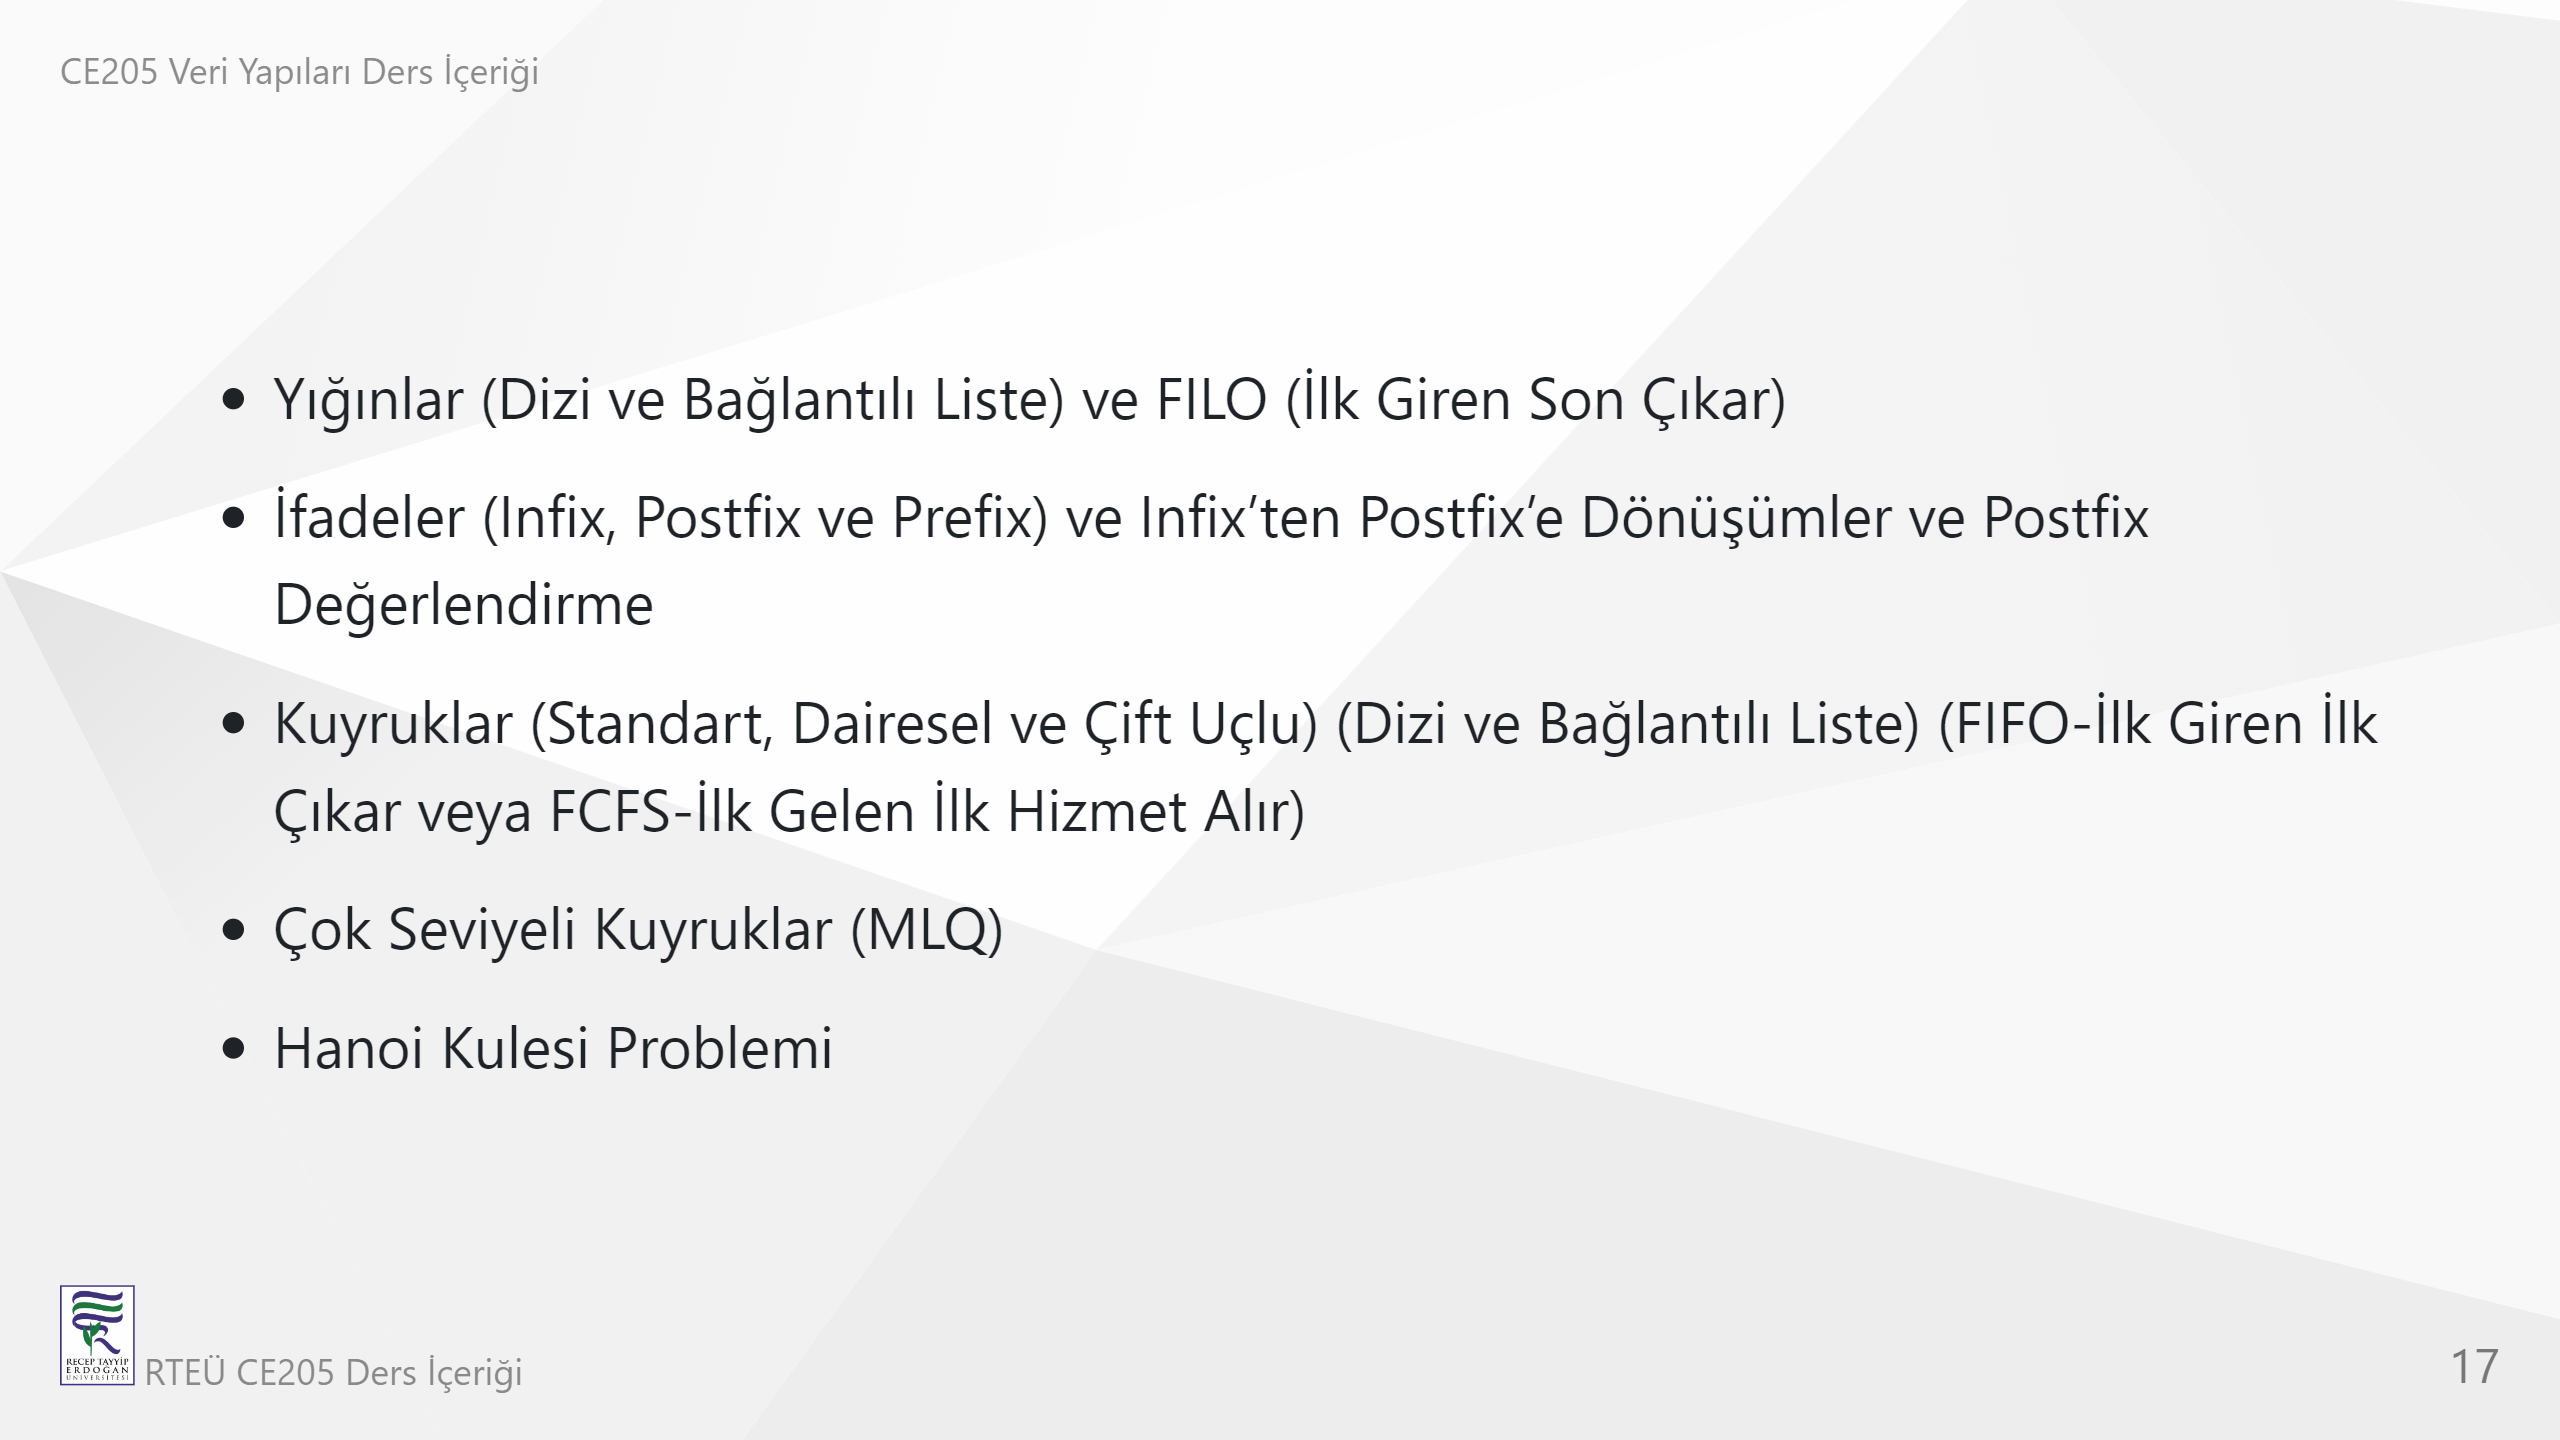 CE205 Veri Yapıları Ders İçeriği
• Yığınlar (Dizi ve Bağlantılı Liste) ve FILO (İlk Giren Son Çıkar)
• İfadeler (Infix, Postfix ve Prefix) ve Infix’ten Postfix’e Dönüşümler ve Postfix
Değerlendirme
• Kuyruklar (Standart, Dairesel ve Çift Uçlu) (Dizi ve Bağlantılı Liste) (FIFO-İlk Giren İlk
Çıkar veya FCFS-İlk Gelen İlk Hizmet Alır)
• Çok Seviyeli Kuyruklar (MLQ)
• Hanoi Kulesi Problemi
RECEP TAYYİP
ERDOĞAN
ÜNİVERSİTESİ
RTEÜ CE205 Ders İçeriği
17